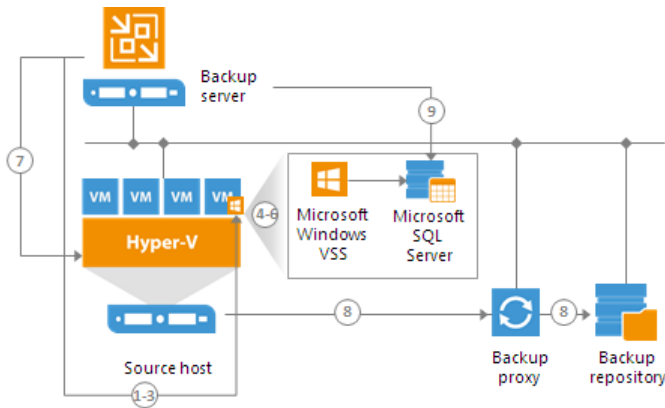 Backup
server
9
7
VM
VM
VM
VM
4-6
Microsoft
Windows
VSS
Microsoft
SQL
Server
Hyper-V
8
8
Source host
Backup
proxy
Backup
repository
1-3